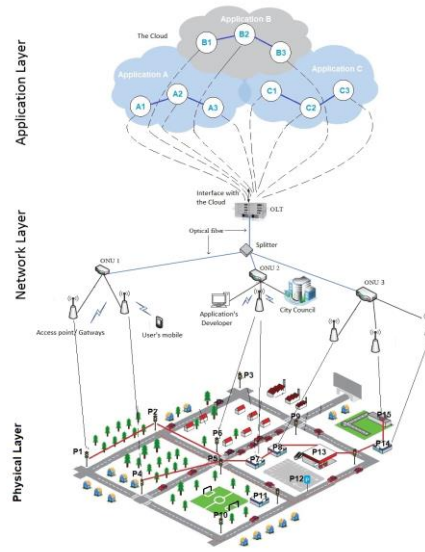 Application Layer
The Cloud
Application B
B1
B2
B3
Application A
A1
A2
A3
Application C
C1
C2
C3
Interface with
the Cloud
OLT
Network Layer
Optical fiber
Splitter
ONU 1
ONU 2
ONU 3
Access point/ Gatways
User's mobile
Application's
Developer
City Council
Physical Layer
P1
P2
P3
P4
P5
P6
P7
P8
P9
P10
P11
P12
P13
P14
P15